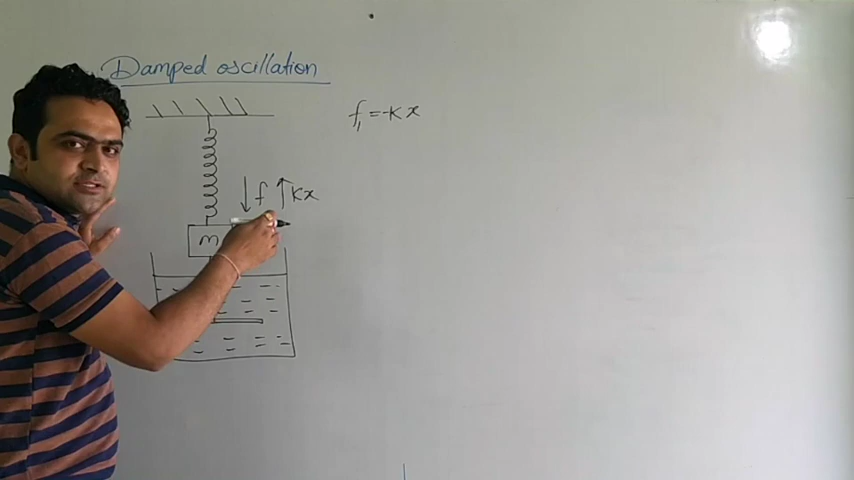 Damped oscillation
f₁ = -kx
f kx
m